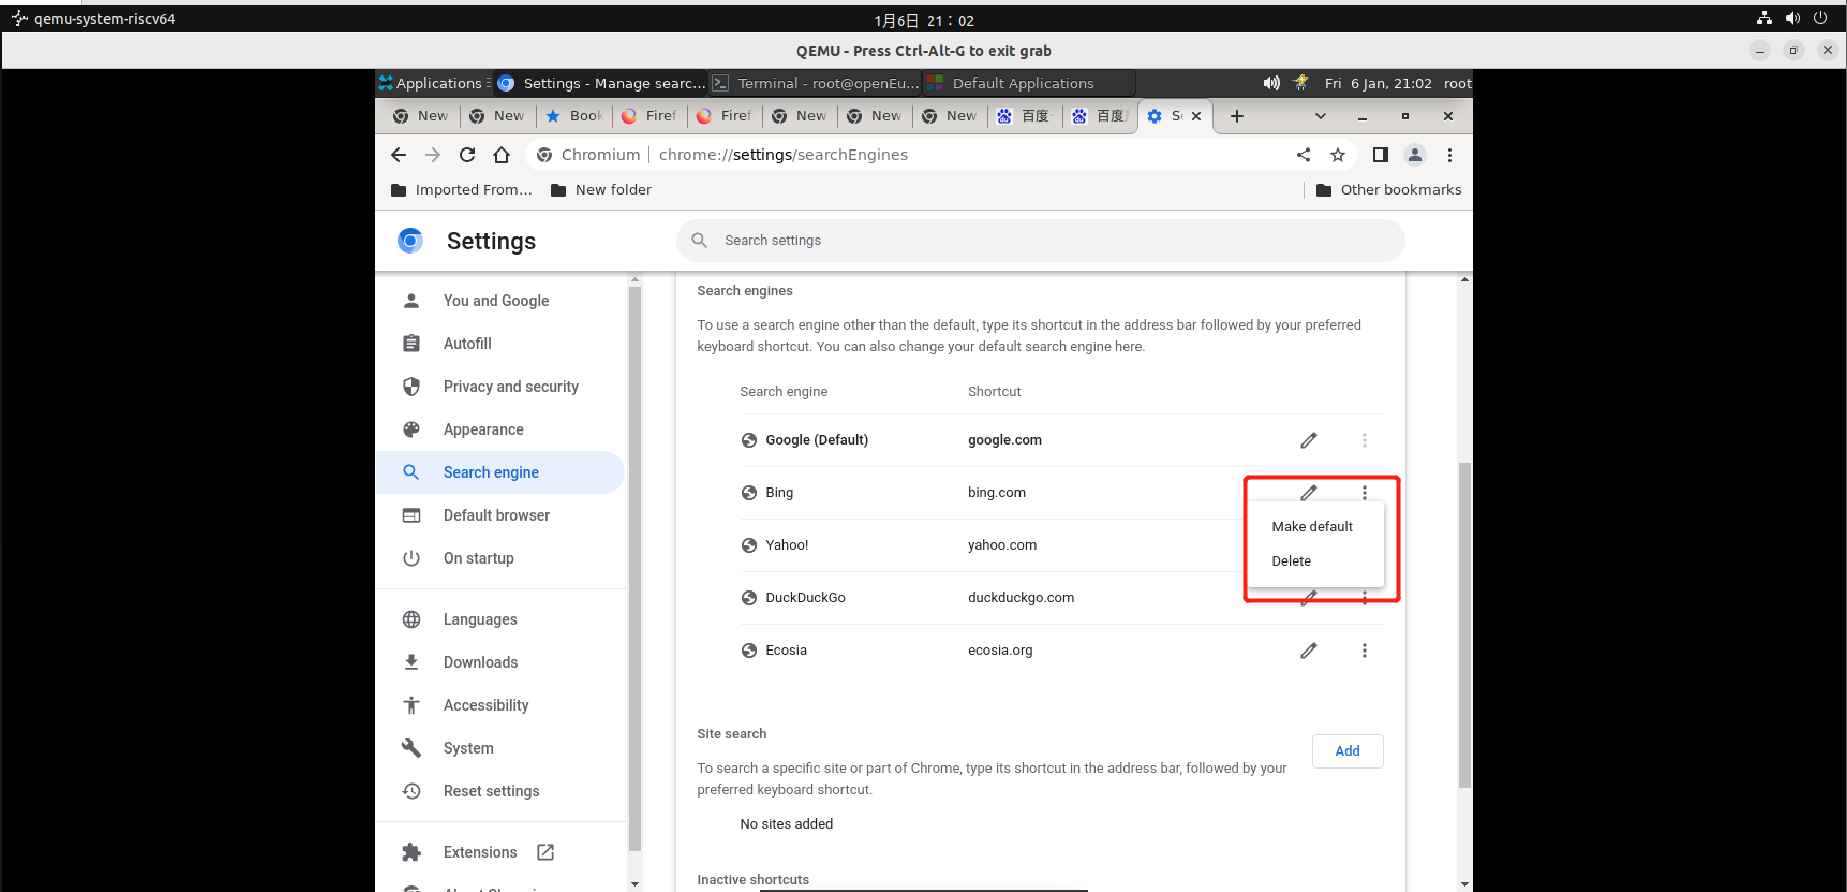 qemu-system-riscv64
1月6日 21：02
QEMU - Press Ctrl-Alt-G to exit grab
Applications
Settings - Manage searc...
Terminal - root@openEu...
Default Applications
Fri 6 Jan, 21:02
root
New
New
Book
Firef
Firef
New
New
New
百度
百度
Chromium
chrome://settings/searchEngines
Imported From...
New folder
Other bookmarks
Settings
Search settings
You and Google
Autofill
Privacy and security
Appearance
Search engine
Default browser
On startup
Languages
Downloads
Accessibility
System
Reset settings
Extensions
Search engines
To use a search engine other than the default, type its shortcut in the address bar followed by your preferred
keyboard shortcut. You can also change your default search engine here.
Search engine Shortcut
Google (Default) google.com
Bing bing.com
Make default
Yahoo! yahoo.com
Delete
DuckDuckGo duckduckgo.com
Ecosia ecosia.org
Site search
Add
To search a specific site or part of Chrome, type its shortcut in the address bar, followed by your
preferred keyboard shortcut.
No sites added
Inactive shortcuts